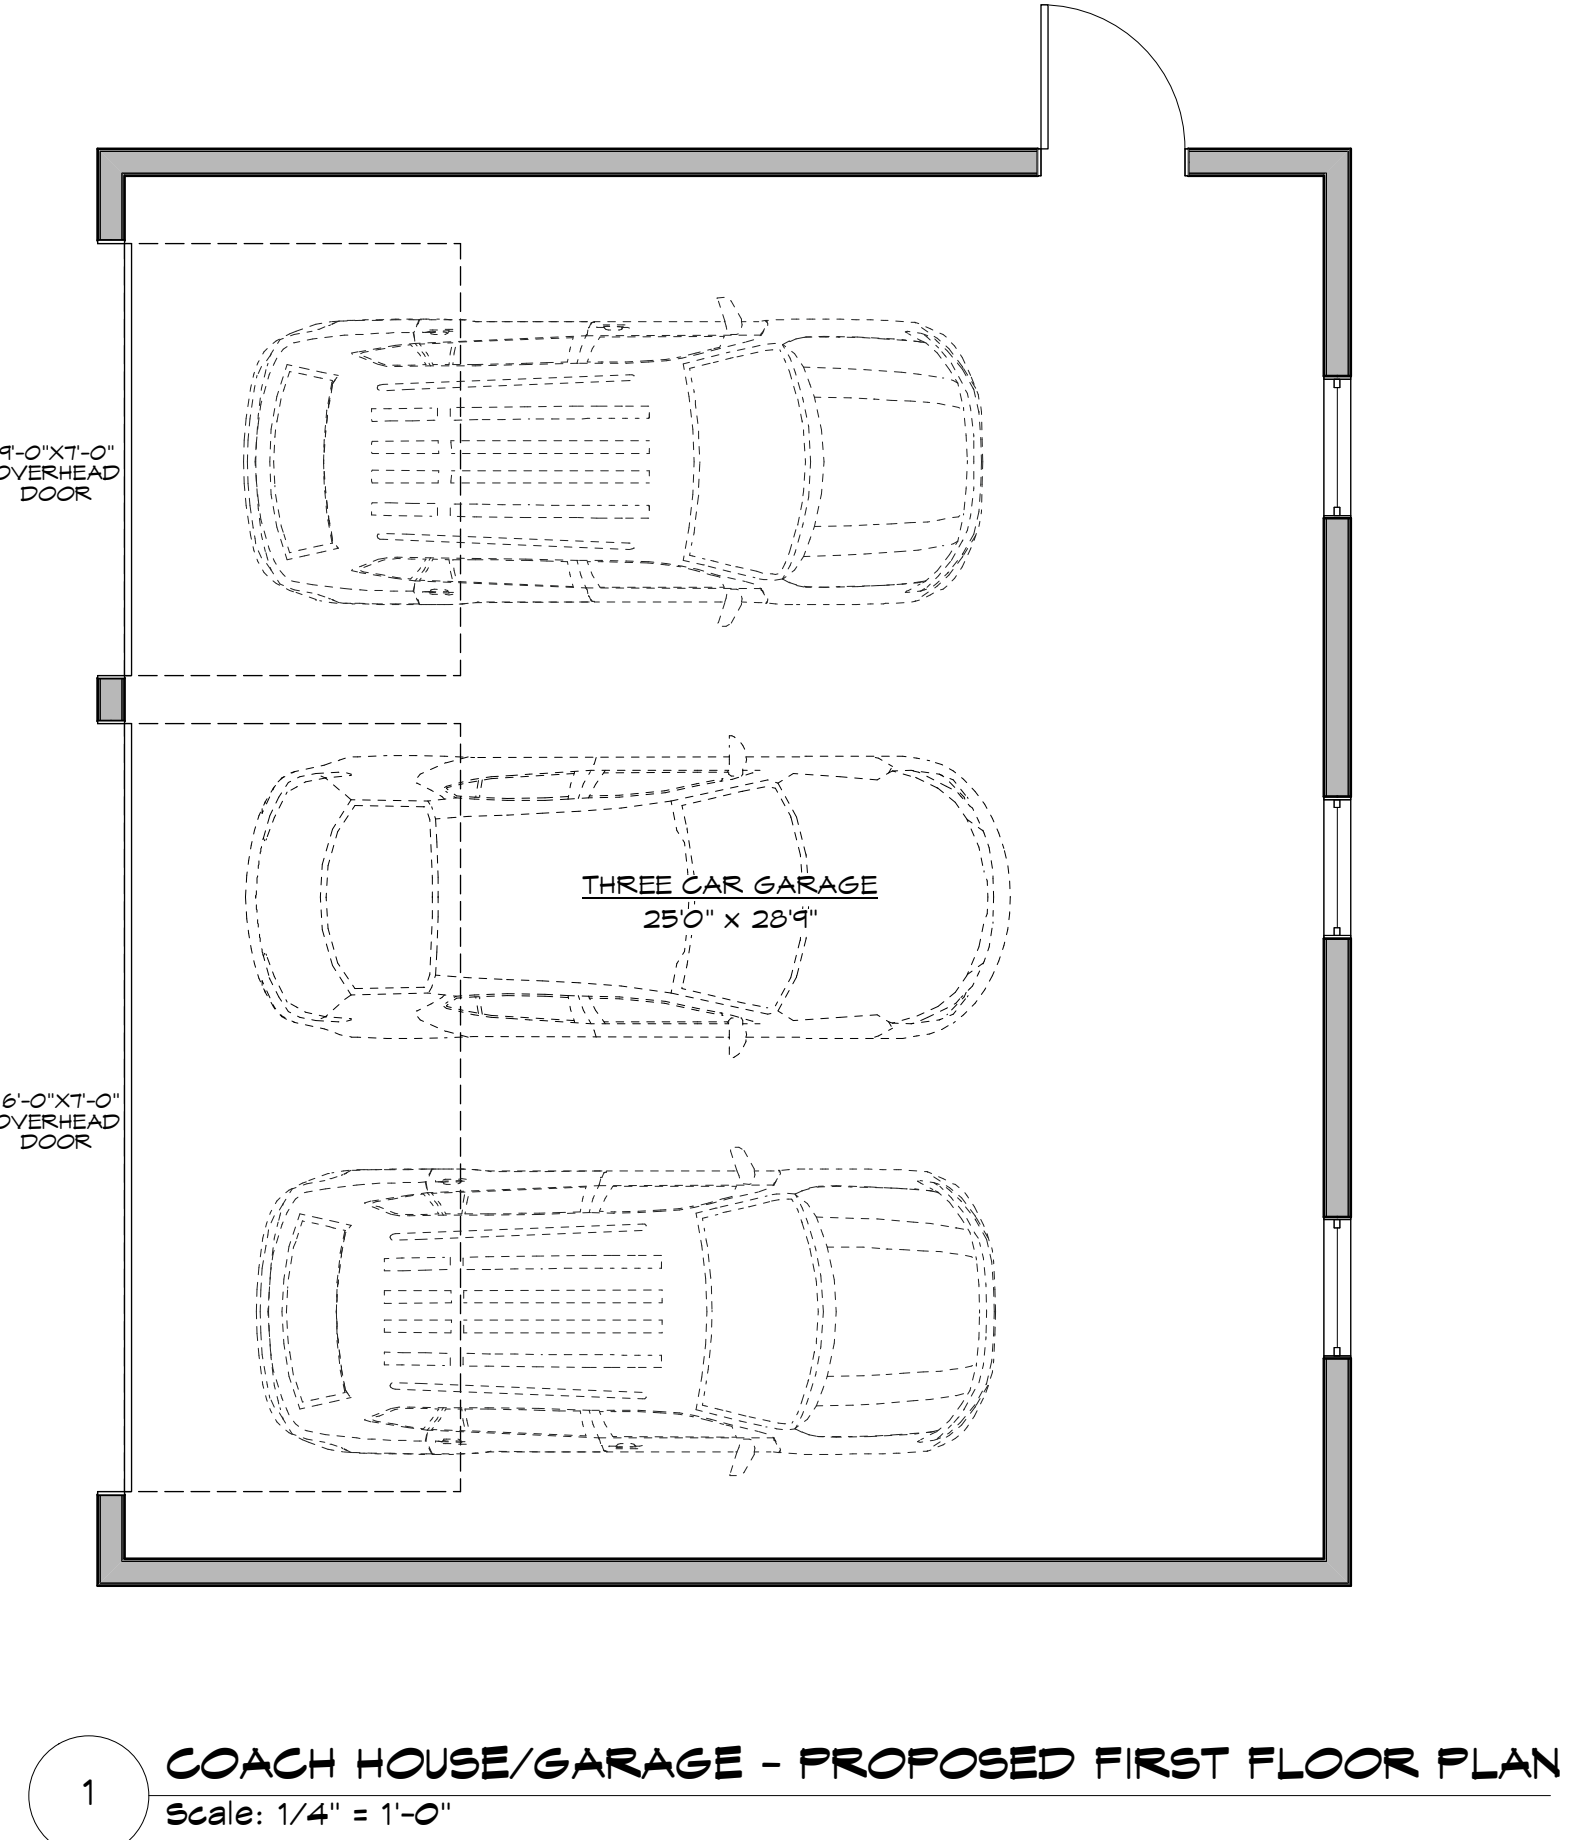 9'-0"X7'-0"
OVERHEAD
DOOR
THREE CAR GARAGE
25'0" x 28'9"
6'-0"X7'-0"
OVERHEAD
DOOR
1
COACH HOUSE/GARAGE - PROPOSED FIRST FLOOR PLAN
Scale: 1/4" = 1'-0"